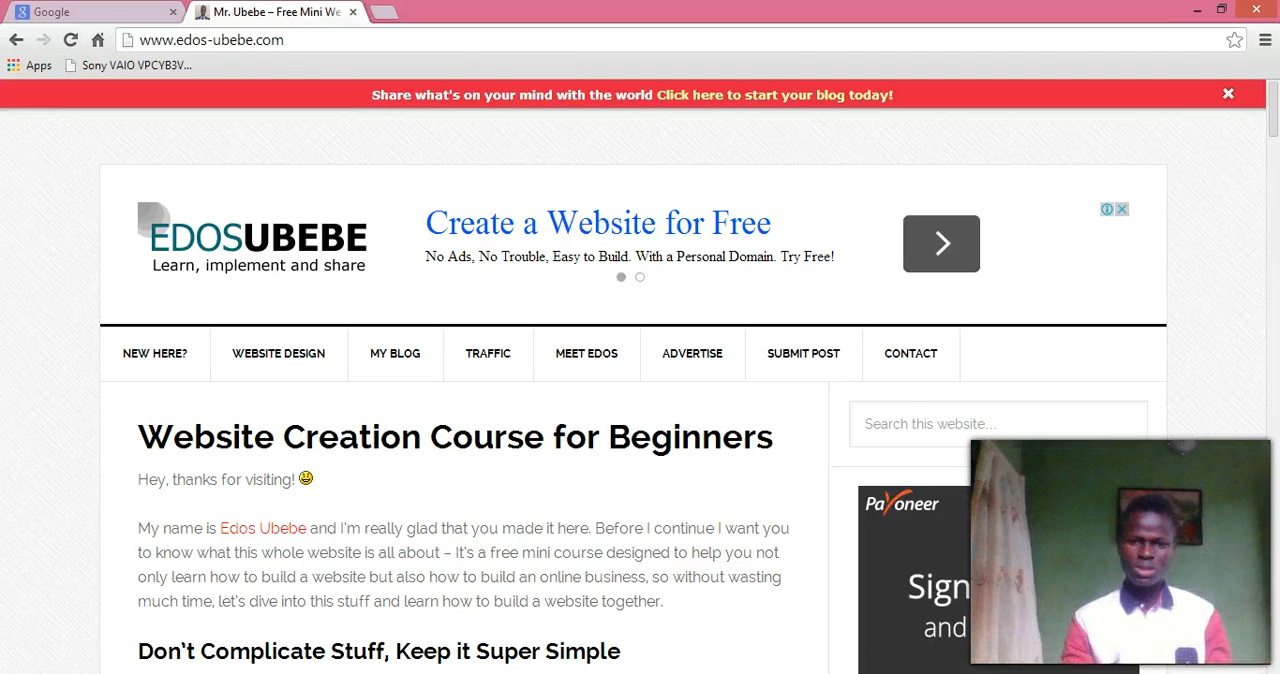 Google
Mr. Ubebe – Free Mini We
www.edos-ubebe.com
Apps
Sony VAIO VPCYB3V...
Share what's on your mind with the world Click here to start your blog today!
EDOSUBEBE
Learn, implement and share
Create a Website for Free
No Ads, No Trouble, Easy to Build. With a Personal Domain. Try Free!
NEW HERE?
WEBSITE DESIGN
MY BLOG
TRAFFIC
MEET EDOS
ADVERTISE
SUBMIT POST
CONTACT
Website Creation Course for Beginners
Hey, thanks for visiting!
My name is Edos Ubebe and I'm really glad that you made it here. Before I continue I want you
to know what this whole website is all about – It's a free mini course designed to help you not
only learn how to build a website but also how to build an online business, so without wasting
much time, let's dive into this stuff and learn how to build a website together.
Don't Complicate Stuff, Keep it Super Simple
Search this website...
Payoneer
Sign
and